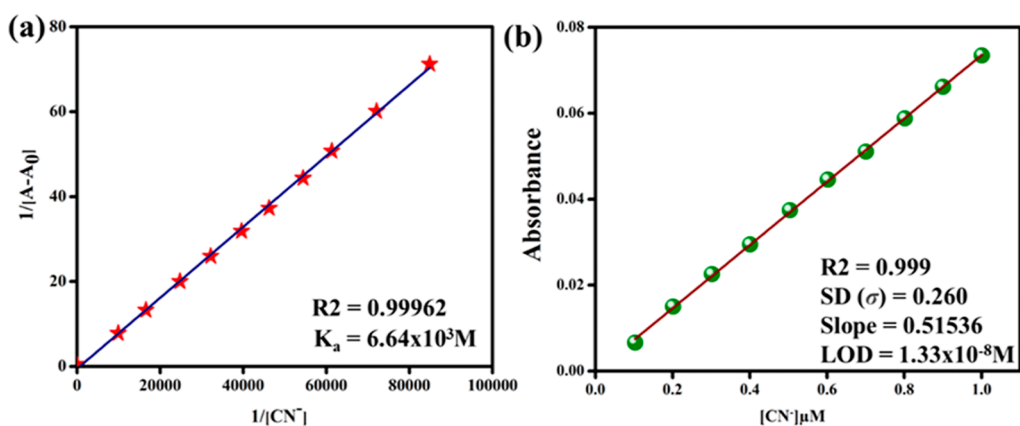 (a)
80
60
40
20
0
1/[A-A₀]
R2 = 0.99962
Kₐ = 6.64x10³M
0 20000 40000 60000 80000 100000
1/[CN⁻]
(b)
0.08
0.06
0.04
0.02
0.00
Absorbance
R2 = 0.999
SD (σ) = 0.260
Slope = 0.51536
LOD = 1.33x10⁻⁸M
0.0 0.2 0.4 0.6 0.8 1.0
[CN⁻]µM